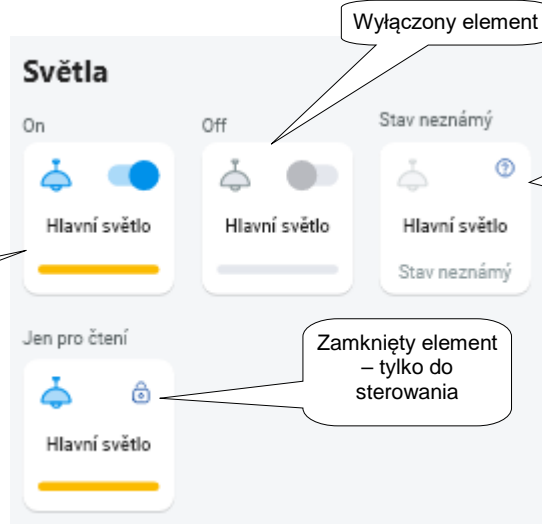 Wyłączony element
Světla
On
Off
Stav neznámý
Hlavní světlo
Hlavní světlo
Hlavní světlo
Stav neznámý
Jen pro čtení
Hlavní světlo
Zamknięty element
– tylko do
sterowania